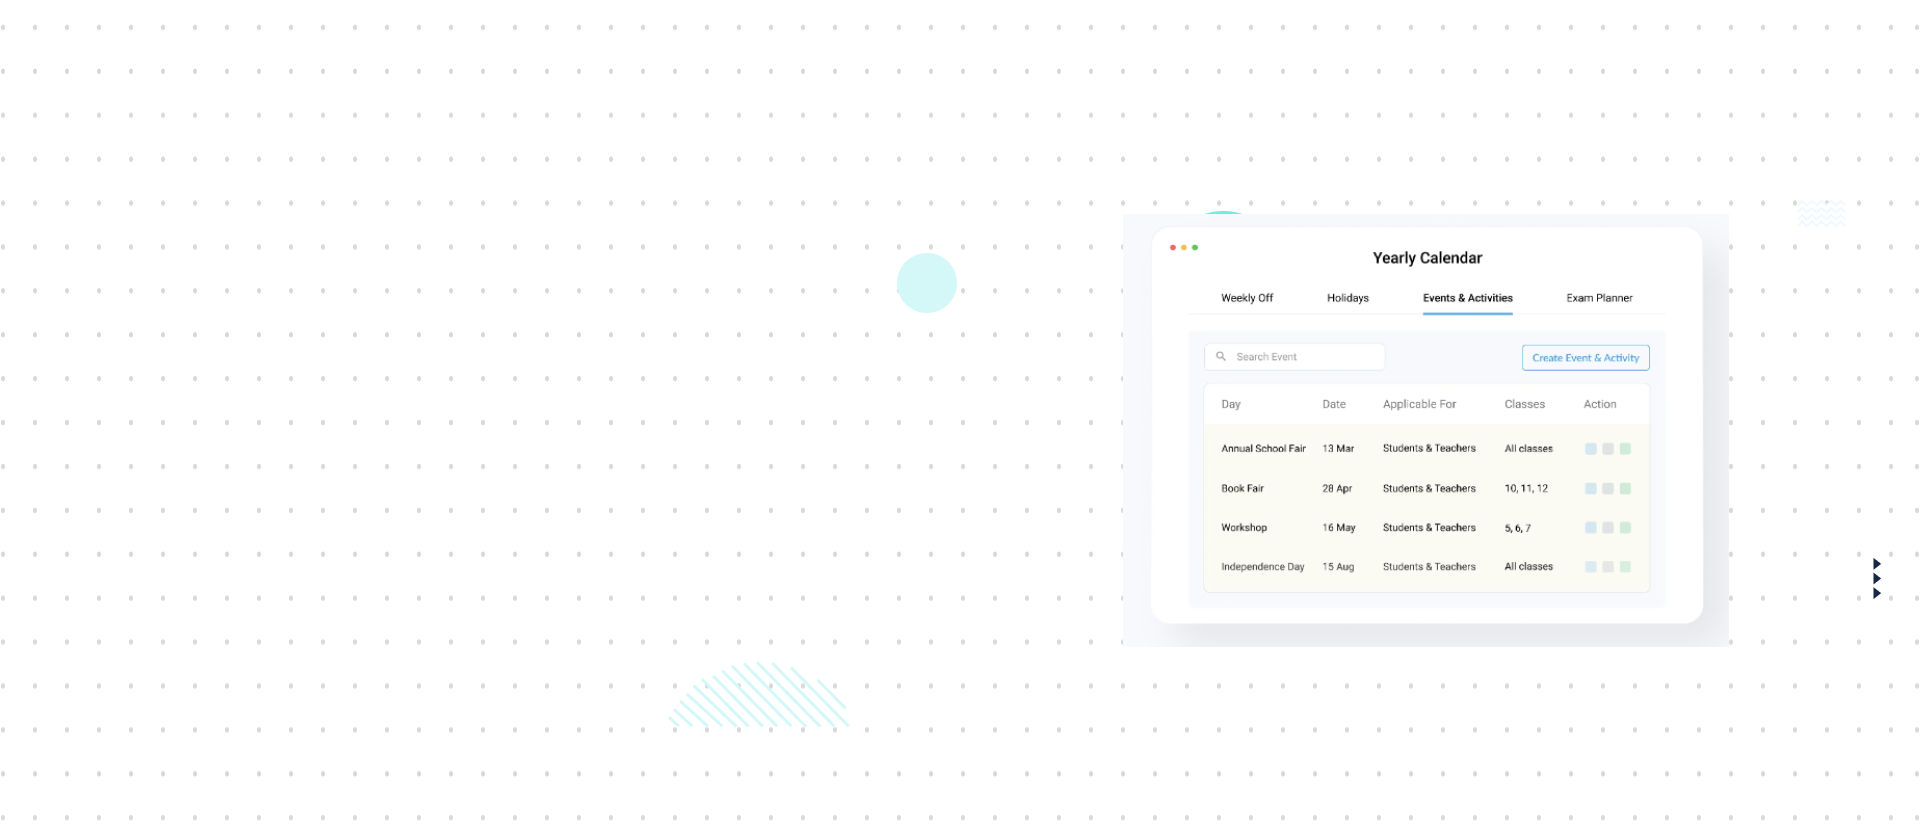 Yearly Calendar
Weekly Off Holidays Events & Activities Exam Planner
Search Event Create Event & Activity
Day Date Applicable For Classes Action
Annual School Fair 13 Mar Students & Teachers All classes
Book Fair 28 Apr Students & Teachers 10, 11, 12
Workshop 16 May Students & Teachers 5, 6, 7
Independence Day 15 Aug Students & Teachers All classes